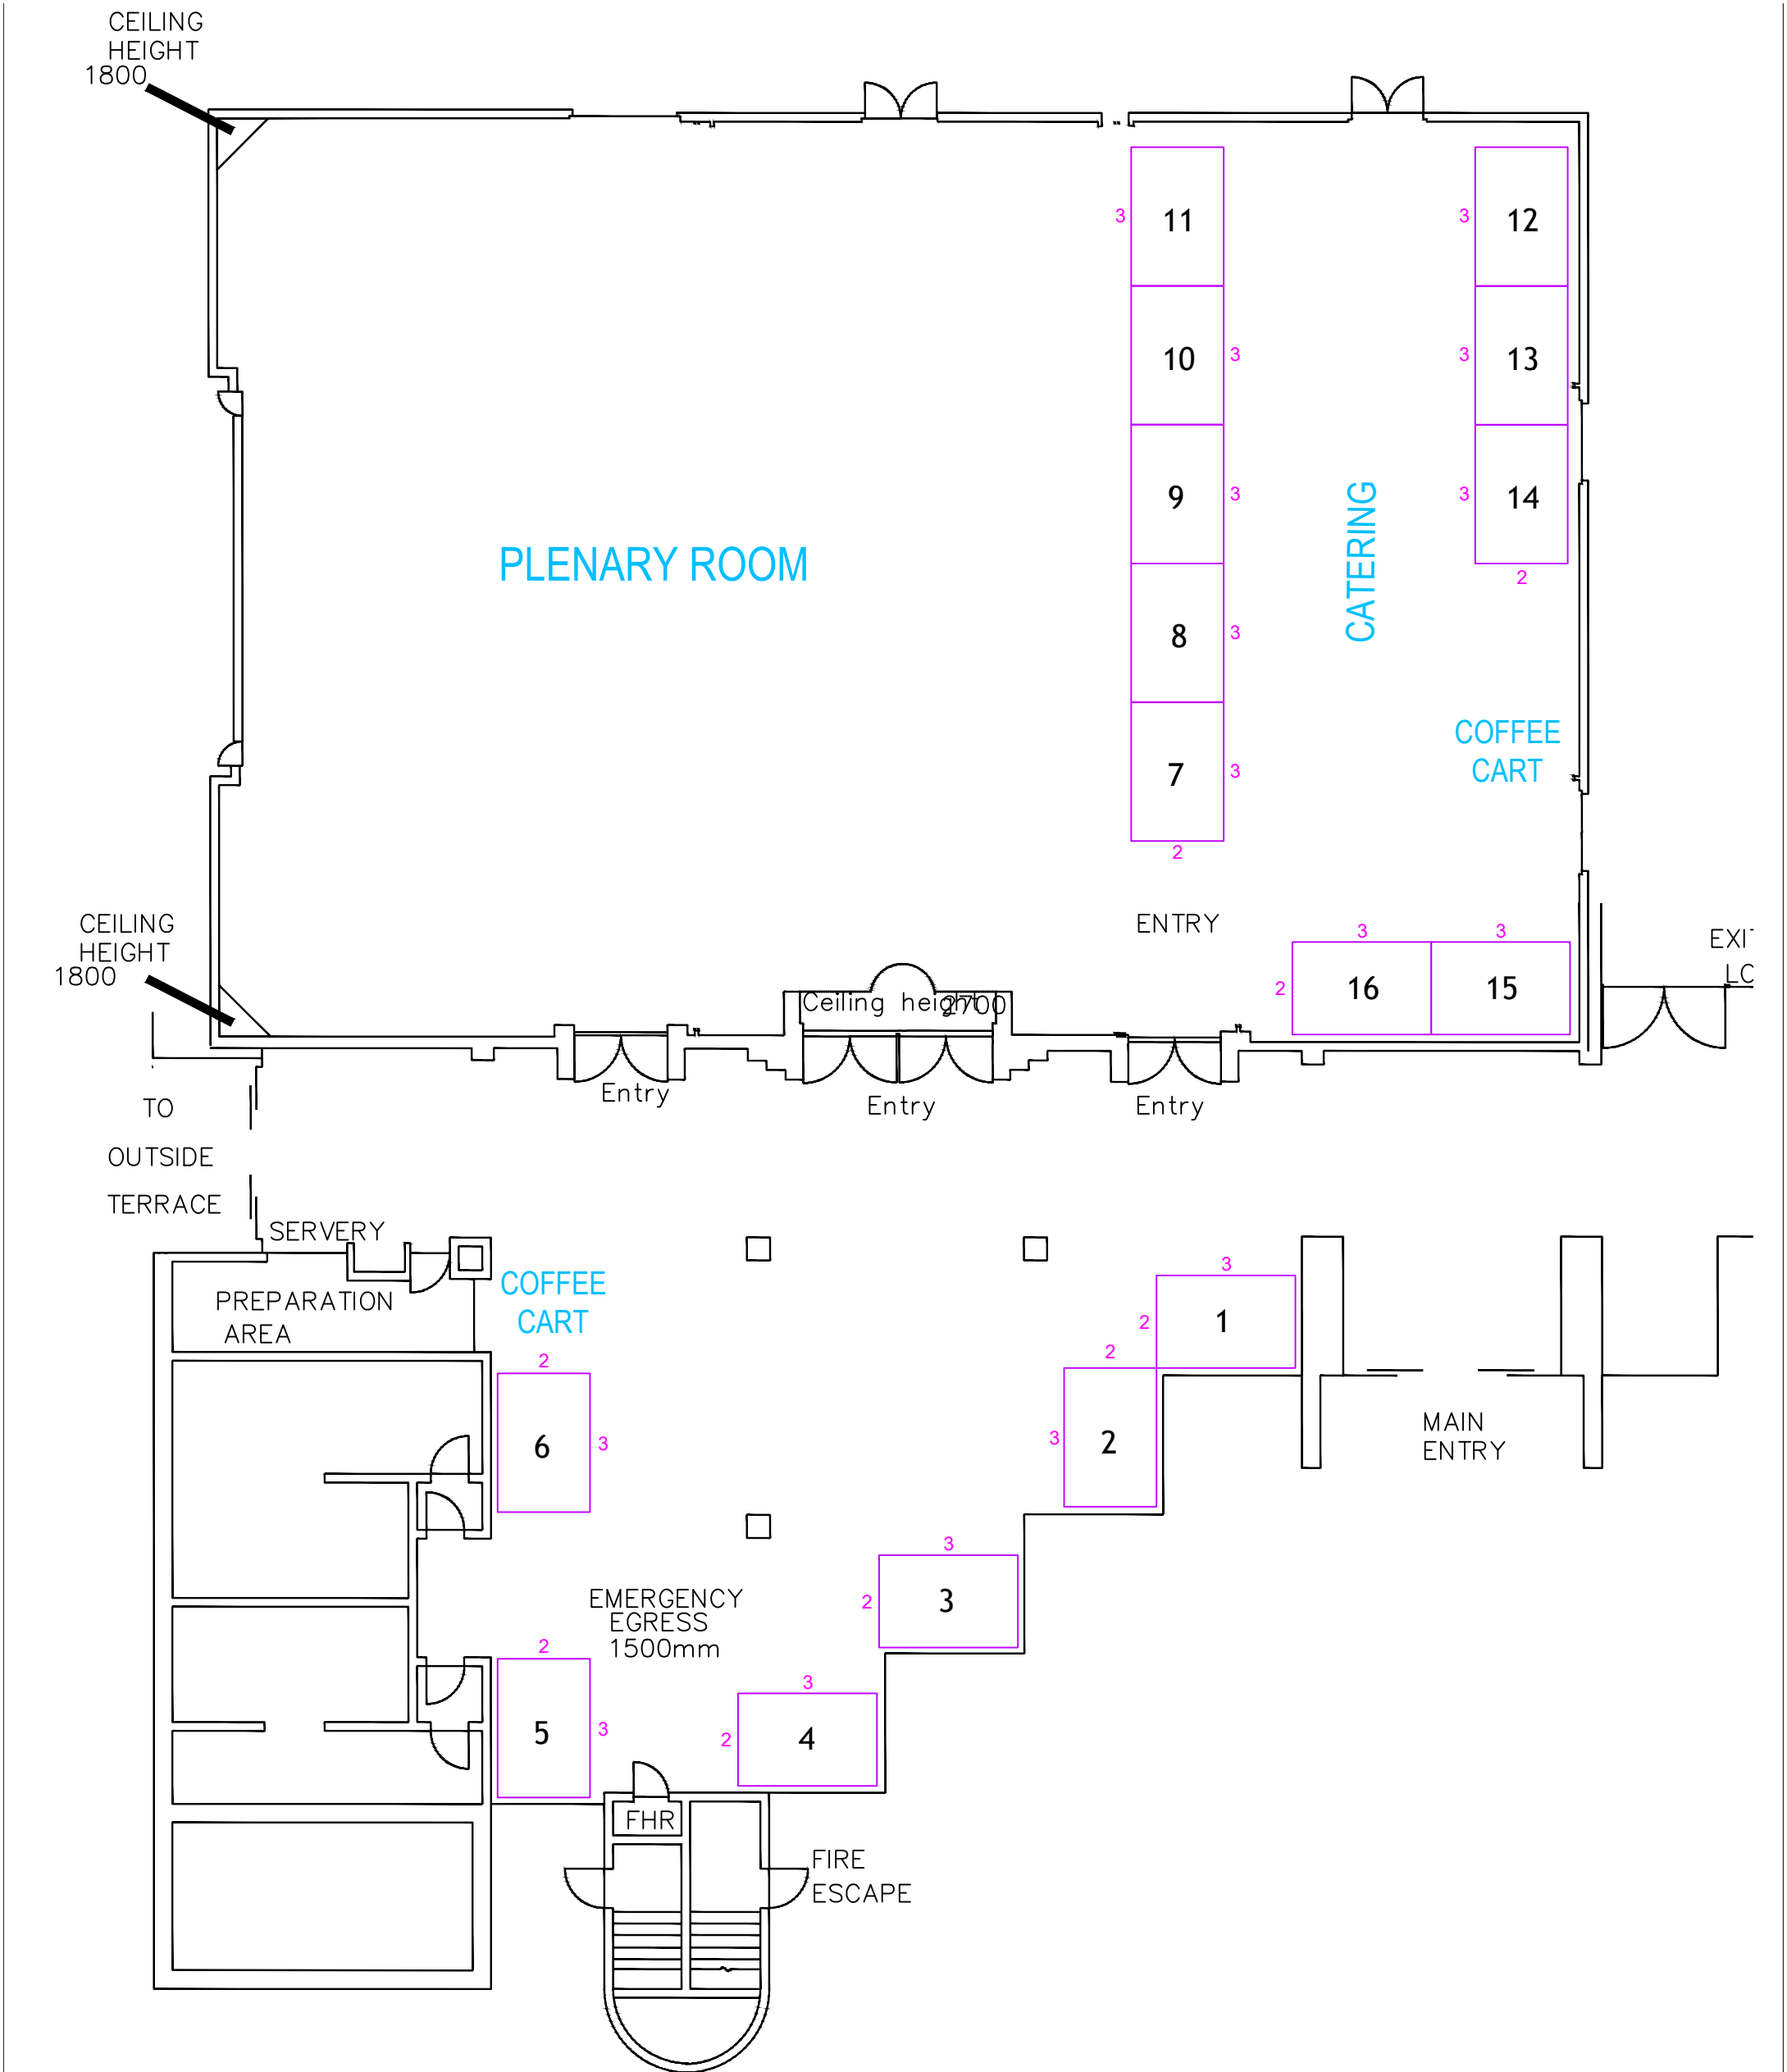 CEILING
HEIGHT
1800
3
11
3
12
10
3
3
13
9
3
3
14
2
PLENARY ROOM
CATERING
8
3
COFFEE
CART
7
3
2
CEILING
HEIGHT
1800
ENTRY
3
3
2
16
15
EXIT
LO
Ceiling height
2700
Entry
Entry
Entry
TO
OUTSIDE
TERRACE
SERVERY
PREPARATION
AREA
COFFEE
CART
3
2
1
2
3
2
2
6
3
MAIN
ENTRY
3
2
3
EMERGENCY
EGRESS
1500mm
2
5
3
3
2
4
FHR
FIRE
ESCAPE